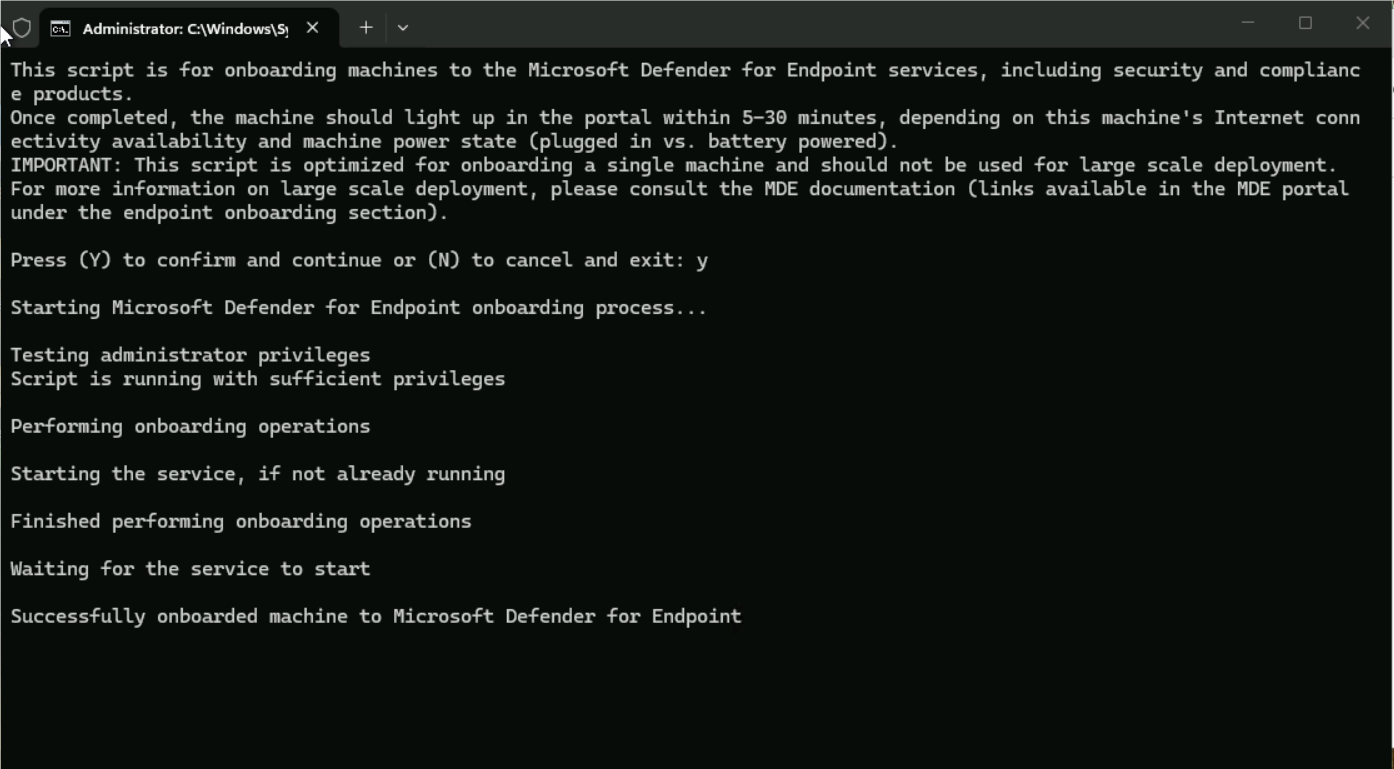 Administrator: C:\Windows\Sy
This script is for onboarding machines to the Microsoft Defender for Endpoint services, including security and complianc
e products.
Once completed, the machine should light up in the portal within 5-30 minutes, depending on this machine's Internet conn
ectivity availability and machine power state (plugged in vs. battery powered).
IMPORTANT: This script is optimized for onboarding a single machine and should not be used for large scale deployment.
For more information on large scale deployment, please consult the MDE documentation (links available in the MDE portal
under the endpoint onboarding section).
Press (Y) to confirm and continue or (N) to cancel and exit: y
Starting Microsoft Defender for Endpoint onboarding process...
Testing administrator privileges
Script is running with sufficient privileges
Performing onboarding operations
Starting the service, if not already running
Finished performing onboarding operations
Waiting for the service to start
Successfully onboarded machine to Microsoft Defender for Endpoint